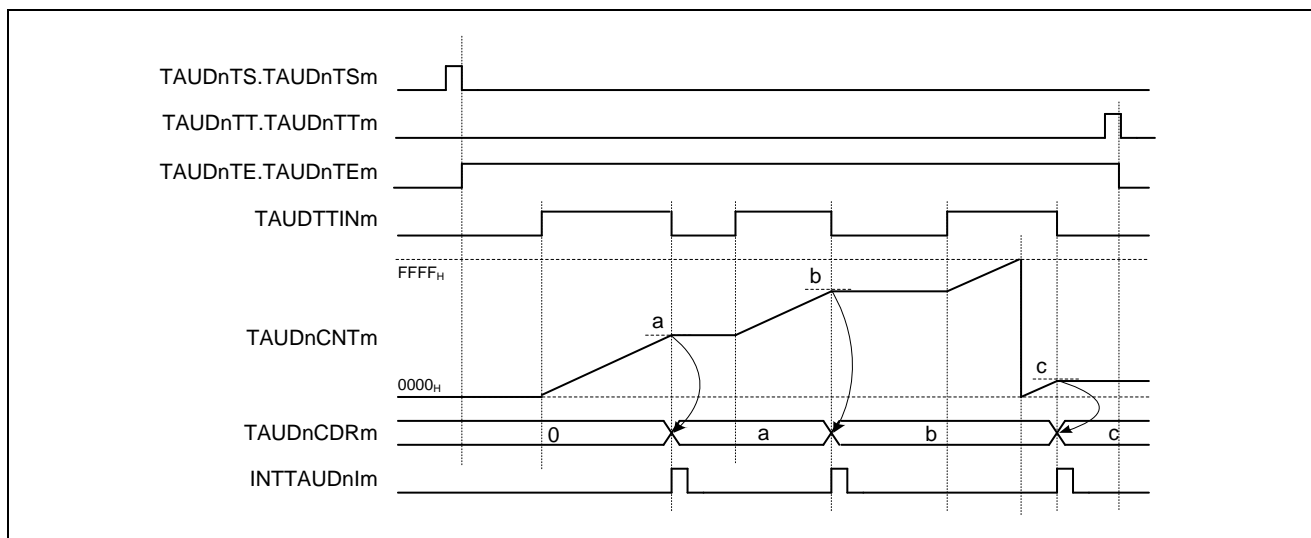 TAUDnTS.TAUDnTSm
TAUDnTT.TAUDnTTm
TAUDnTE.TAUDnTEm
TAUDTTINm
FFFFH
b
a
TAUDnCNTm
c
0000H
TAUDnCDRm 0 a b c
INTTAUDnIm